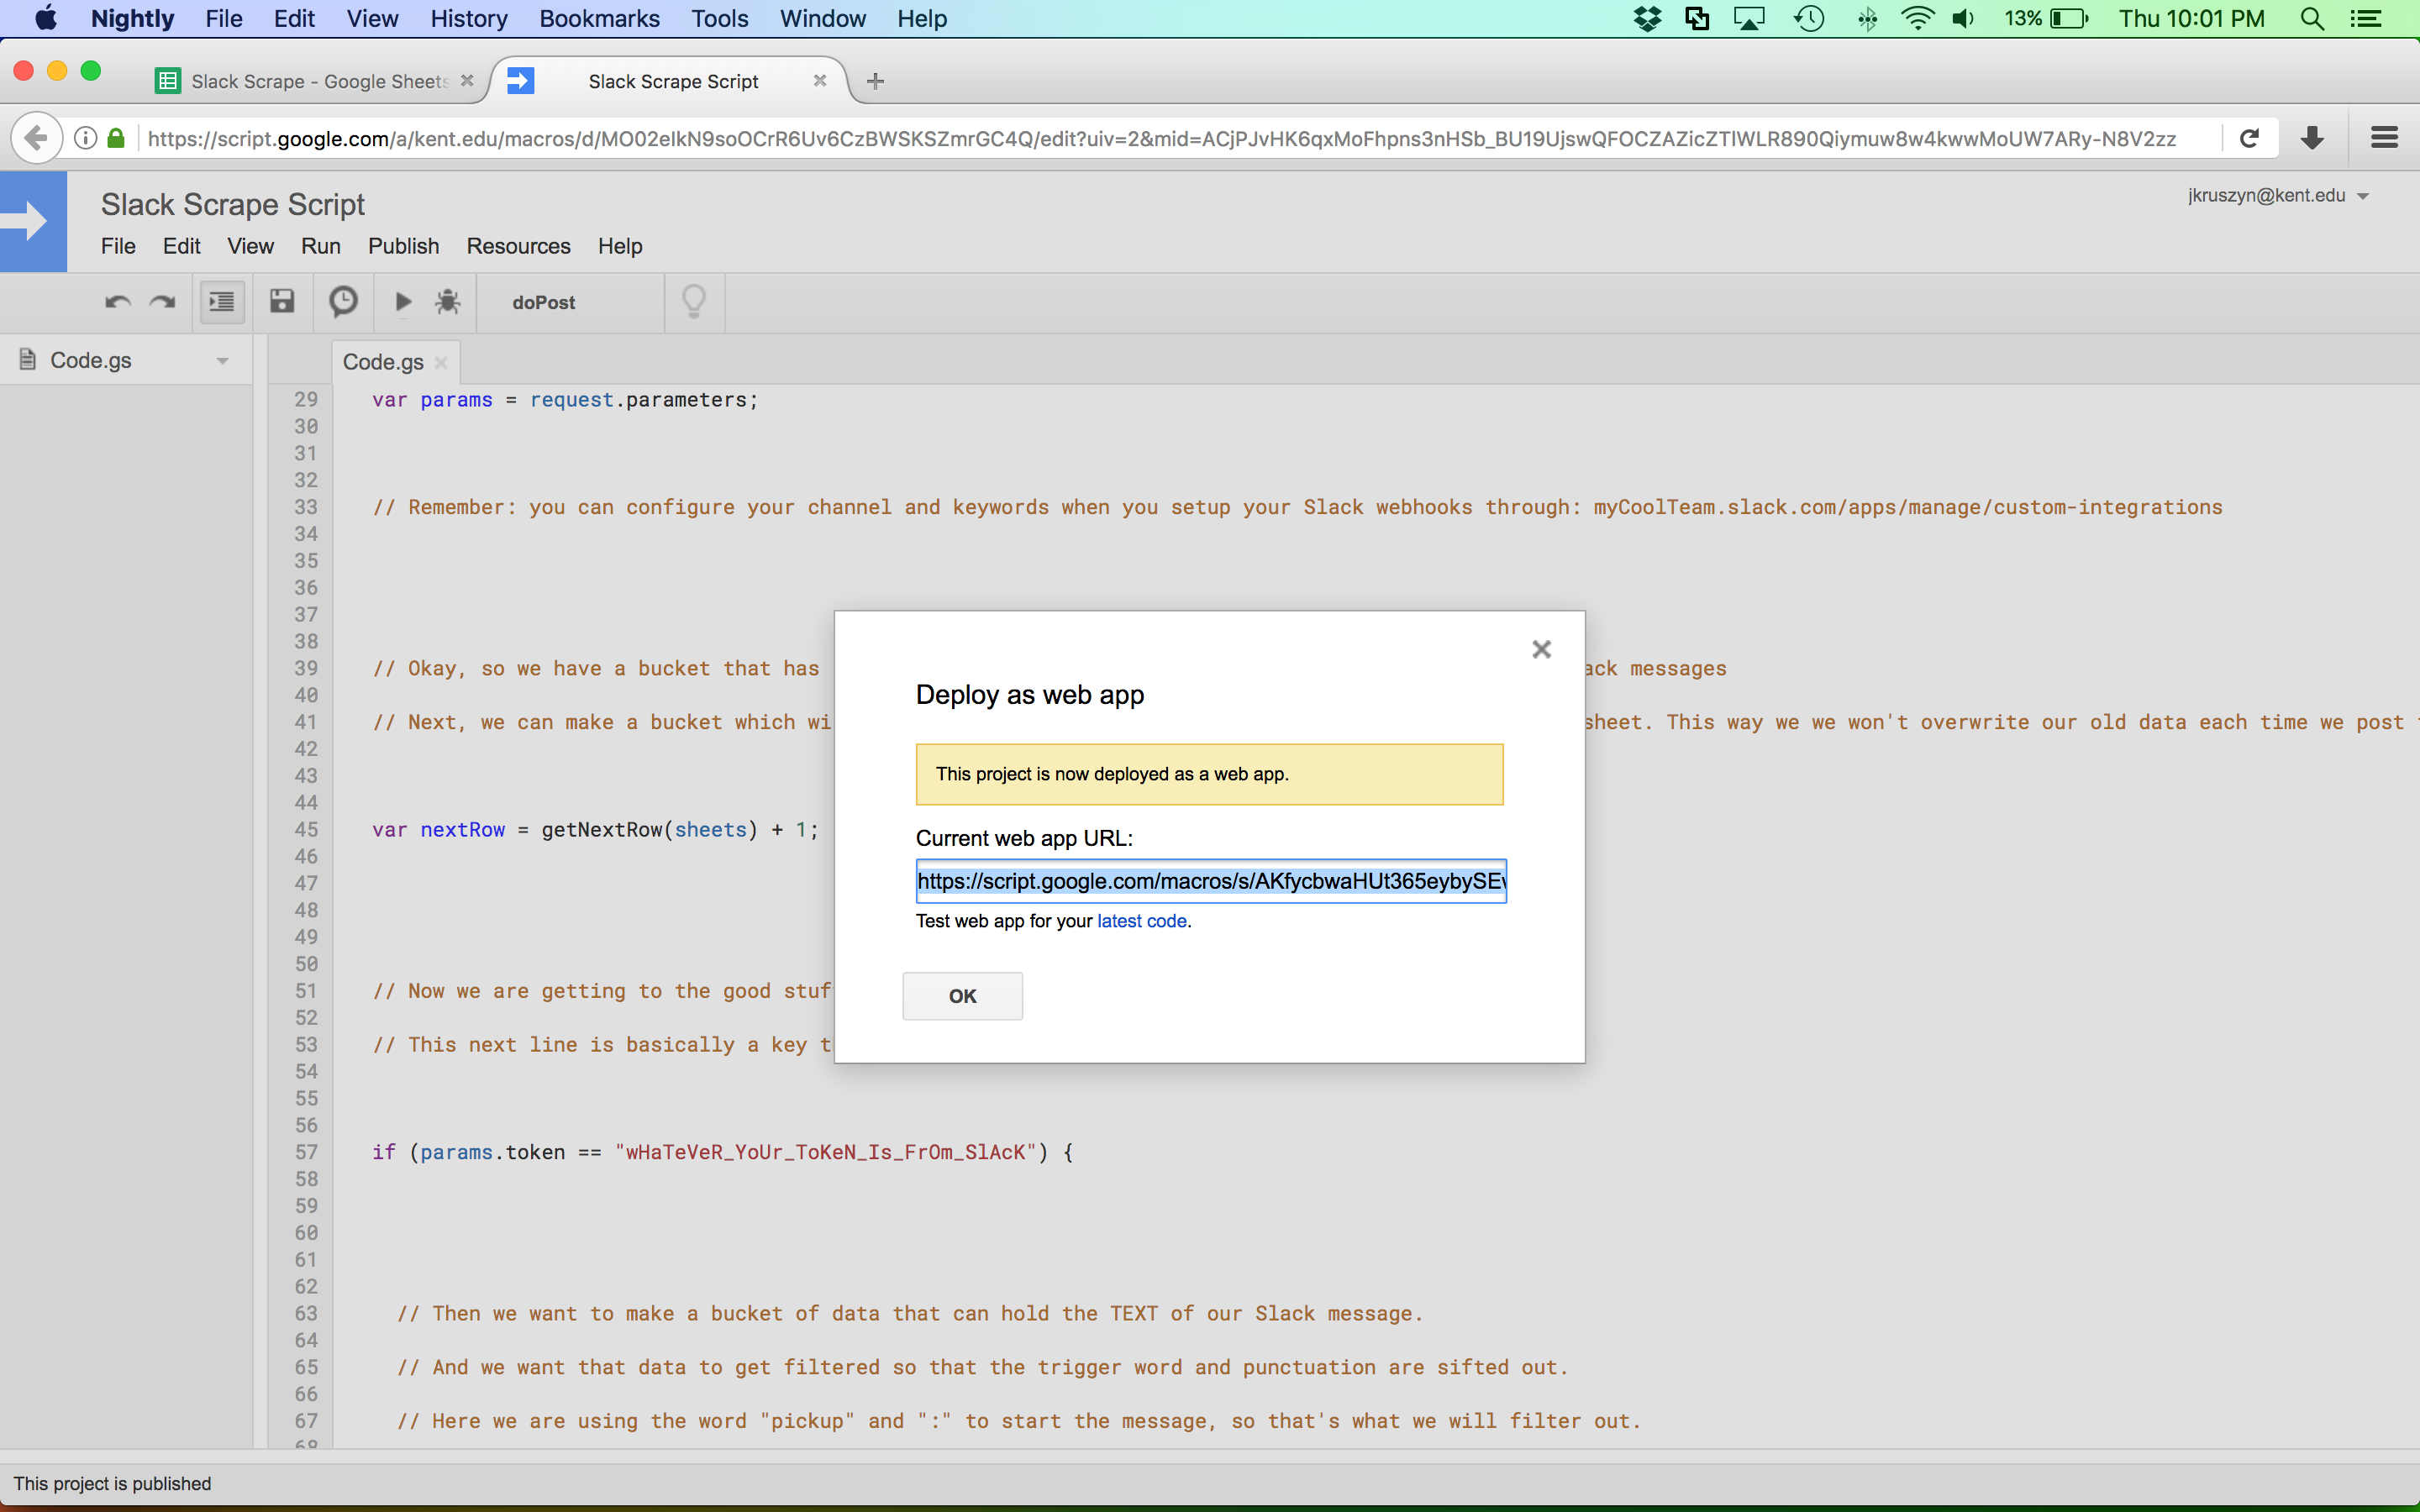 Nightly File Edit View History Bookmarks Tools Window Help 13% Thu 10:01 PM
Slack Scrape - Google Sheets Slack Scrape Script
https://script.google.com/a/kent.edu/macros/d/MO02elkN9soOCrR6Uv6CzBWSKSZmrGC4Q/edit?uiv=2&mid=ACjPJvHK6qxMoFhpns3nHSb_BU19UjswQFOCZAZicZTIWLR890Qiymuw8w4kwwMoUW7ARy-N8V2zz
Slack Scrape Script
jkruszyn@kent.edu
File Edit View Run Publish Resources Help
doPost
Code.gs
Code.gs
29 var params = request.parameters;
30
31
32
33 // Remember: you can configure your channel and keywords when you setup your Slack webhooks through: myCoolTeam.slack.com/apps/manage/custom-integrations
34
35
36
37
38
39 // Okay, so we have a bucket that has ack messages
40
41 // Next, we can make a bucket which wi sheet. This way we we won't overwrite our old data each time we post
42
43
44
45 var nextRow = getNextRow(sheets) + 1;
46
47
48
49
50
51 // Now we are getting to the good stuf
52
53 // This next line is basically a key t
54
55
56
57 if (params.token == "wHaTeVeR_YoUr_ToKeN_Is_FrOm_SlAcK") {
58
59
60
61
62
63 // Then we want to make a bucket of data that can hold the TEXT of our Slack message.
64
65 // And we want that data to get filtered so that the trigger word and punctuation are sifted out.
66
67 // Here we are using the word "pickup" and ":" to start the message, so that's what we will filter out.
68
Deploy as web app
This project is now deployed as a web app.
Current web app URL:
https://script.google.com/macros/s/AKfycbwaHUt365eybySE
Test web app for your latest code.
OK
This project is published